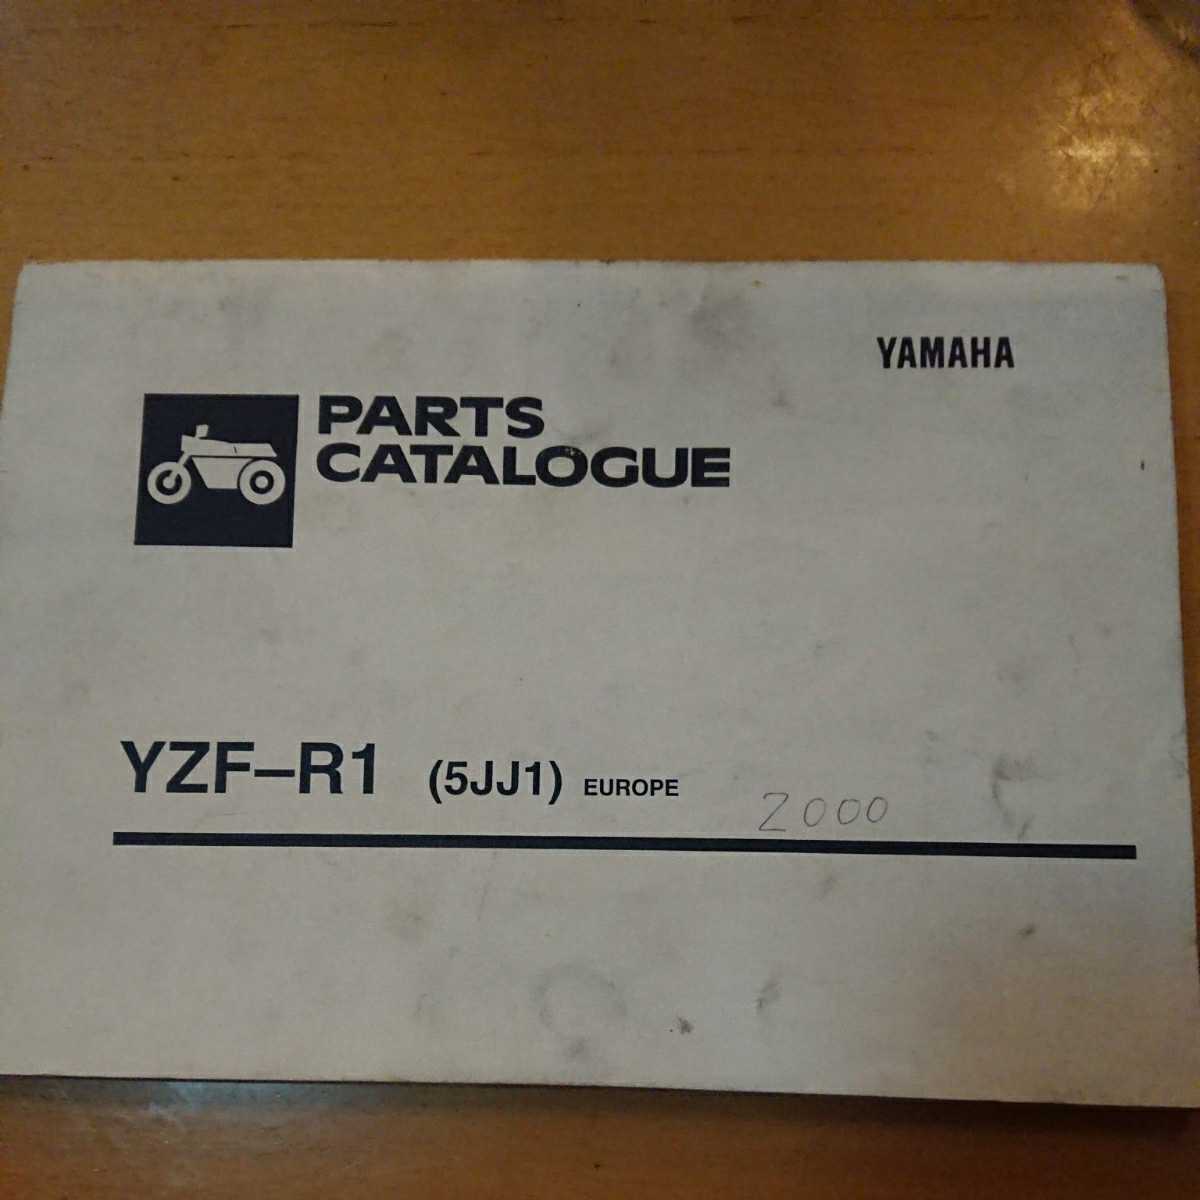 YAMAHA
PARTS
CATALOGUE
YZF–R1 (5JJ1) EUROPE 2000